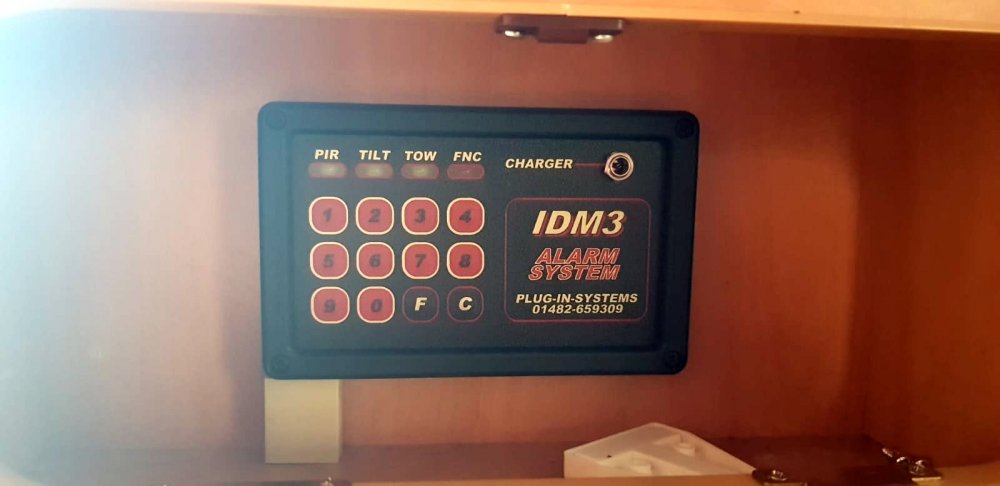 PIR TILT TOW FNC
CHARGER
1 2 3 4
5 6 7 8
9 0 F C
IDM3
ALARM
SYSTEM
PLUG-IN-SYSTEMS
01482-659309